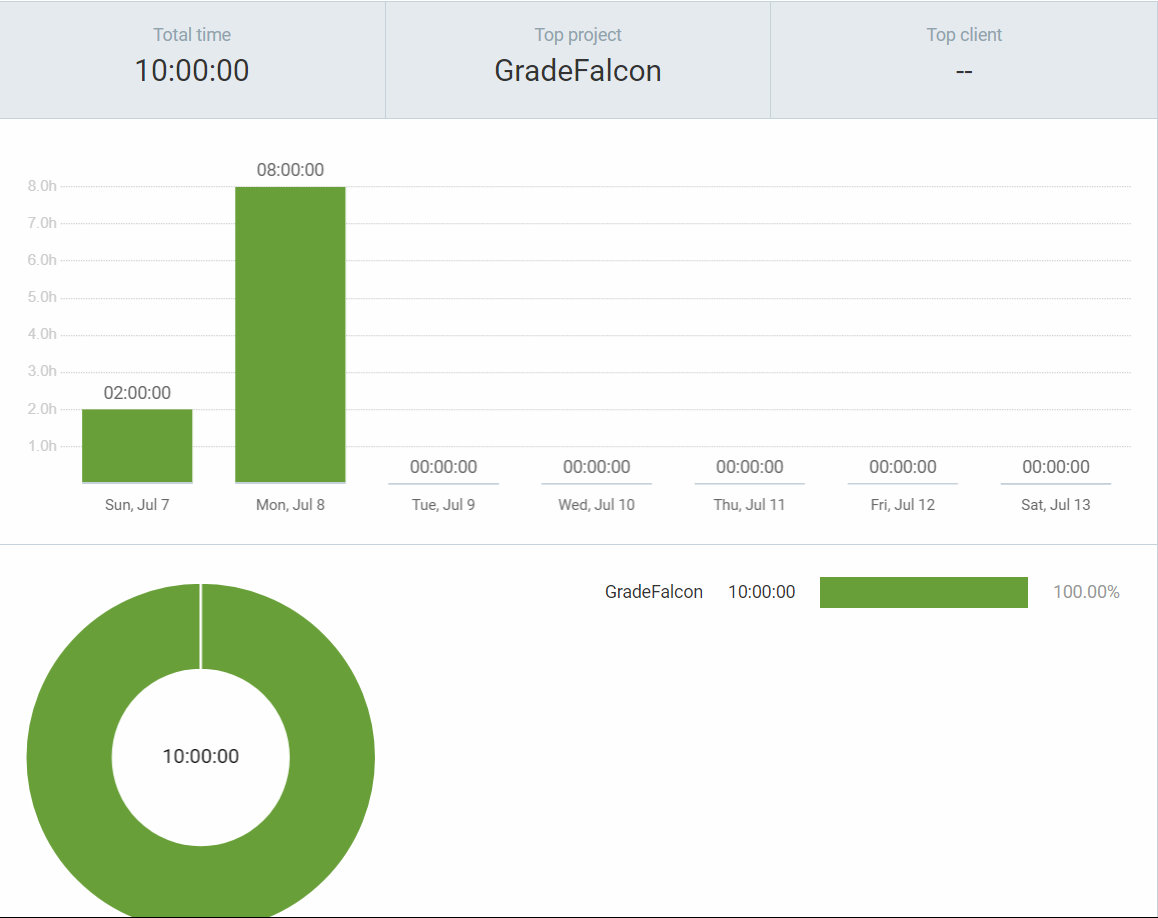 Total time
10:00:00
Top project
GradeFalcon
Top client
--
08:00:00
8.0h
7.0h
6.0h
5.0h
4.0h
3.0h
02:00:00
2.0h
1.0h
00:00:00 00:00:00 00:00:00 00:00:00 00:00:00
Sun, Jul 7 Mon, Jul 8 Tue, Jul 9 Wed, Jul 10 Thu, Jul 11 Fri, Jul 12 Sat, Jul 13
GradeFalcon 10:00:00 100.00%
10:00:00